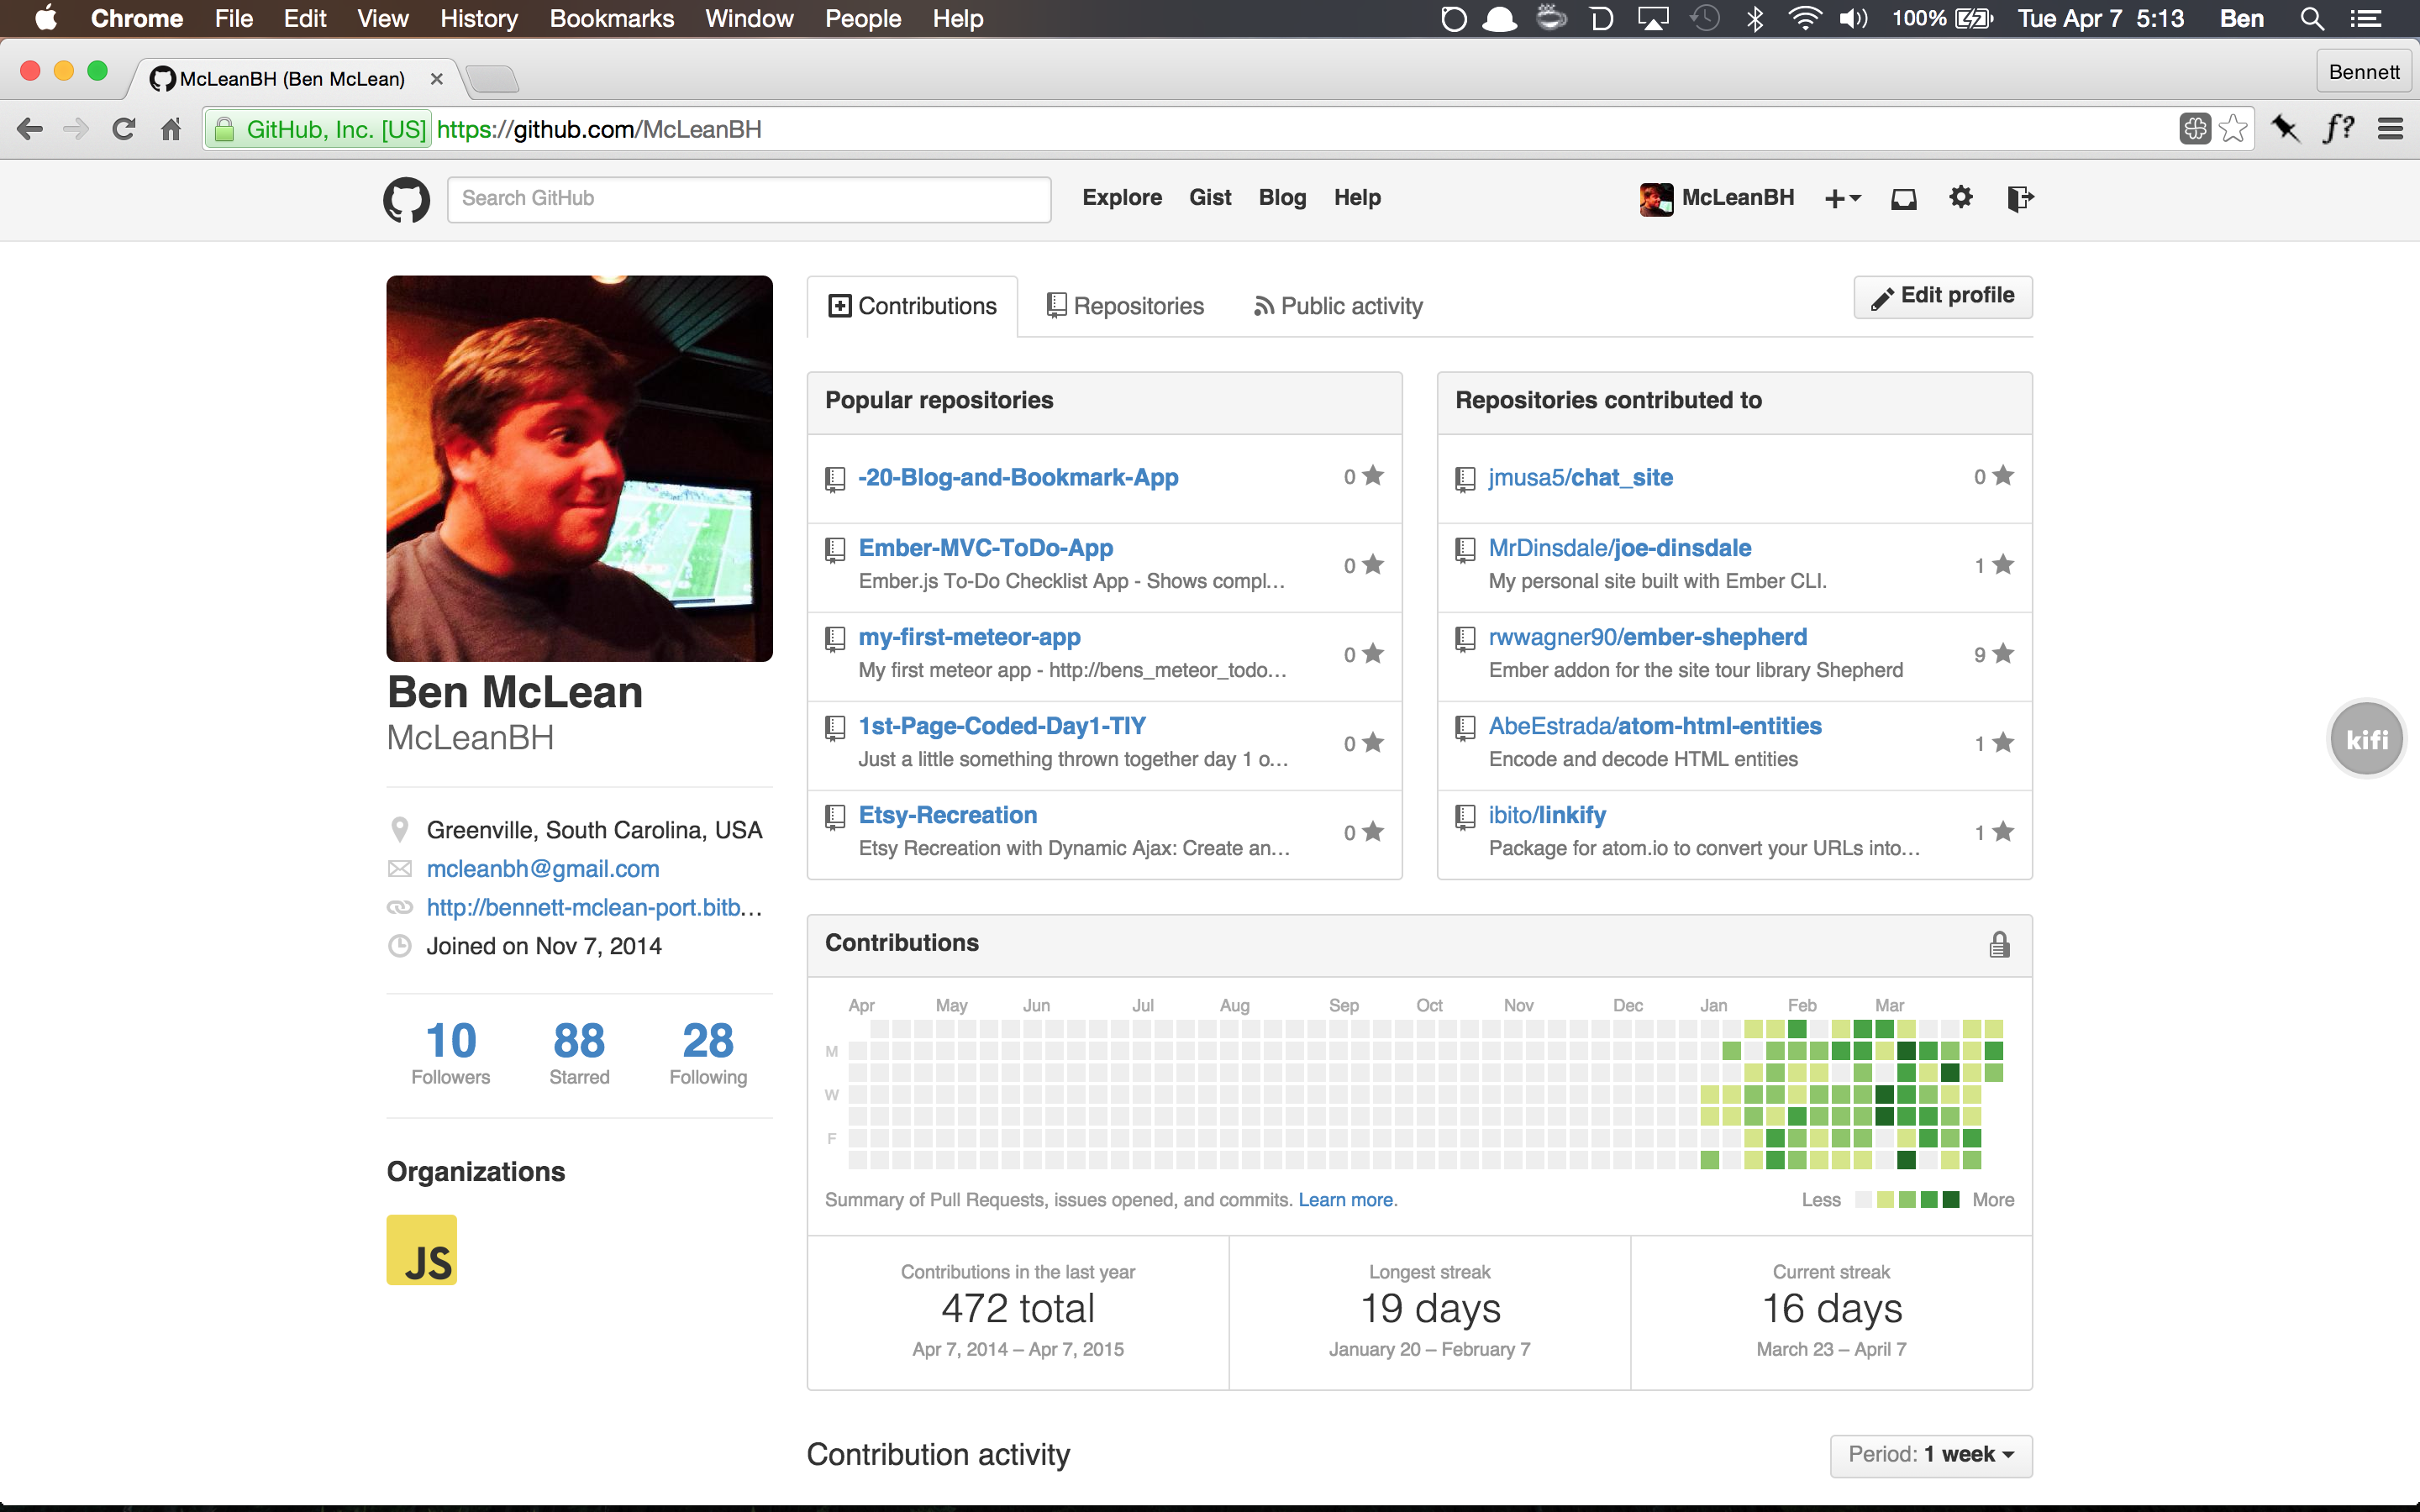 Chrome File Edit View History Bookmarks Window People Help 100% Tue Apr 7 5:13 Ben
McLeanBH (Ben McLean) Bennett
GitHub, Inc. [US] https://github.com/McLeanBH f?
Search GitHub Explore Gist Blog Help McLeanBH
Contributions Repositories Public activity Edit profile
Ben McLean
McLeanBH
Greenville, South Carolina, USA
mcleanbh@gmail.com
http://bennett-mclean-port.bitb...
Joined on Nov 7, 2014
10 88 28
Followers Starred Following
Organizations
JS
Popular repositories
-20-Blog-and-Bookmark-App 0
Ember-MVC-ToDo-App
Ember.js To-Do Checklist App - Shows compl... 0
my-first-meteor-app
My first meteor app - http://bens_meteor_todo... 0
1st-Page-Coded-Day1-TIY
Just a little something thrown together day 1 o... 0
Etsy-Recreation
Etsy Recreation with Dynamic Ajax: Create an... 0
Repositories contributed to
jmusa5/chat_site 0
MrDinsdale/joe-dinsdale
My personal site built with Ember CLI. 1
rwwagner90/ember-shepherd
Ember addon for the site tour library Shepherd 9
AbeEstrada/atom-html-entities
Encode and decode HTML entities 1
ibito/linkify
Package for atom.io to convert your URLs into... 1
kifi
Contributions
Apr May Jun Jul Aug Sep Oct Nov Dec Jan Feb Mar
M
W
F
Summary of Pull Requests, issues opened, and commits. Learn more. Less More
Contributions in the last year
472 total
Apr 7, 2014 – Apr 7, 2015
Longest streak
19 days
January 20 – February 7
Current streak
16 days
March 23 – April 7
Contribution activity Period: 1 week